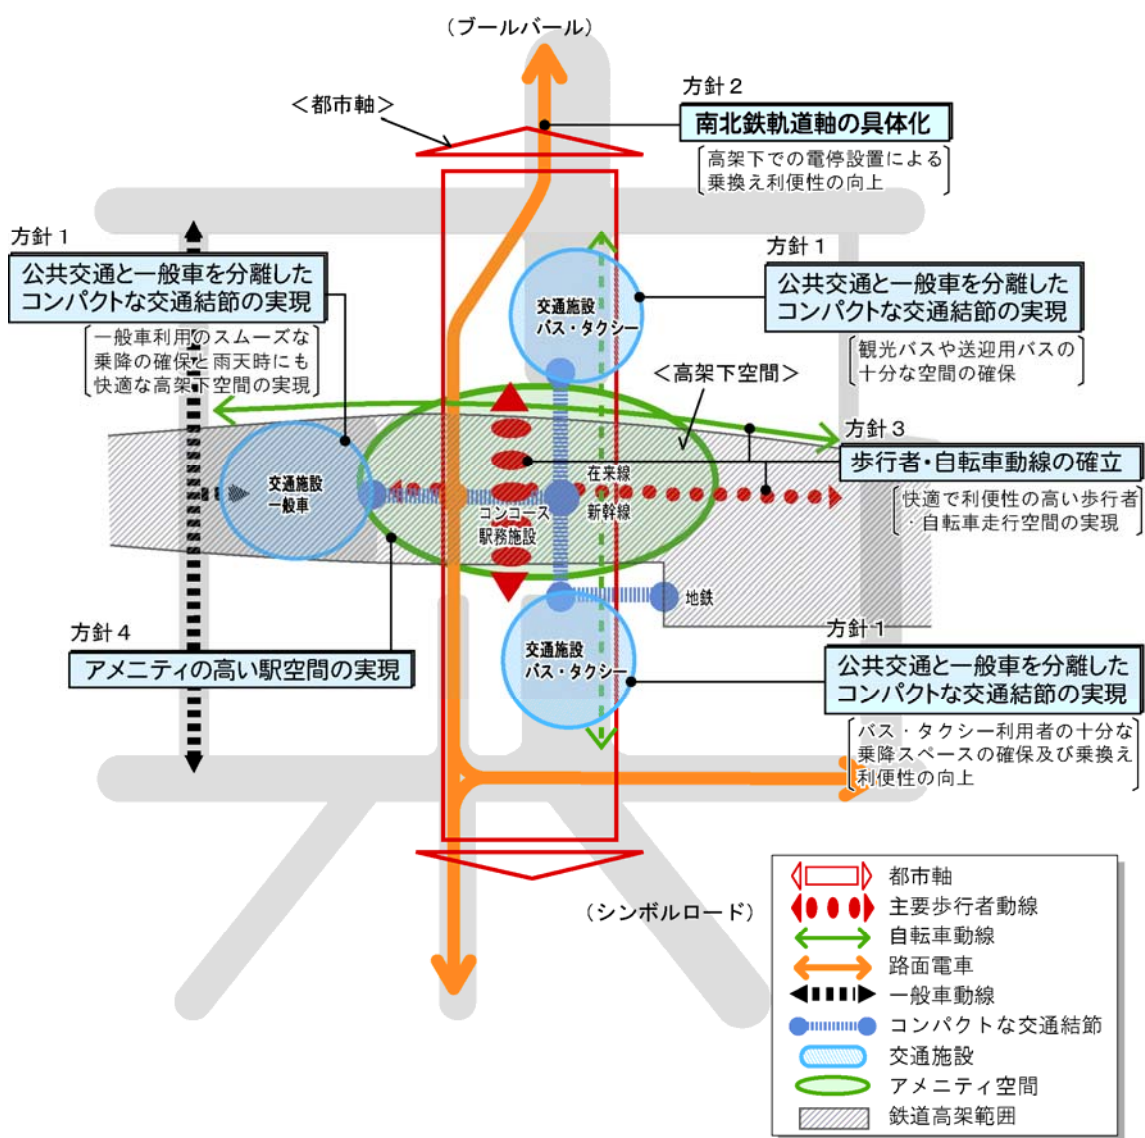 (ブールバール)
<都市軸>
方針2
南北鉄軌道軸の具体化
高架下での電停設置による
乗換え利便性の向上
方針1
公共交通と一般車を分離した
コンパクトな交通結節の実現
一般車利用のスムーズな
乗降の確保と雨天時にも
快適な高架下空間の実現
方針1
公共交通と一般車を分離した
コンパクトな交通結節の実現
観光バスや送迎用バスの
十分な空間の確保
交通施設
バス・タクシー
<高架下空間>
方針3
歩行者・自転車動線の確立
快適で利便性の高い歩行者
・自転車走行空間の実現
交通施設
一般車
在来線
新幹線
コンコース
駅務施設
地鉄
方針4
アメニティの高い駅空間の実現
交通施設
バス・タクシー
方針1
公共交通と一般車を分離した
コンパクトな交通結節の実現
バス・タクシー利用者の十分な
乗降スペースの確保及び乗換え
利便性の向上
(シンボルロード)
都市軸
主要歩行者動線
自転車動線
路面電車
一般車動線
コンパクトな交通結節
交通施設
アメニティ空間
鉄道高架範囲